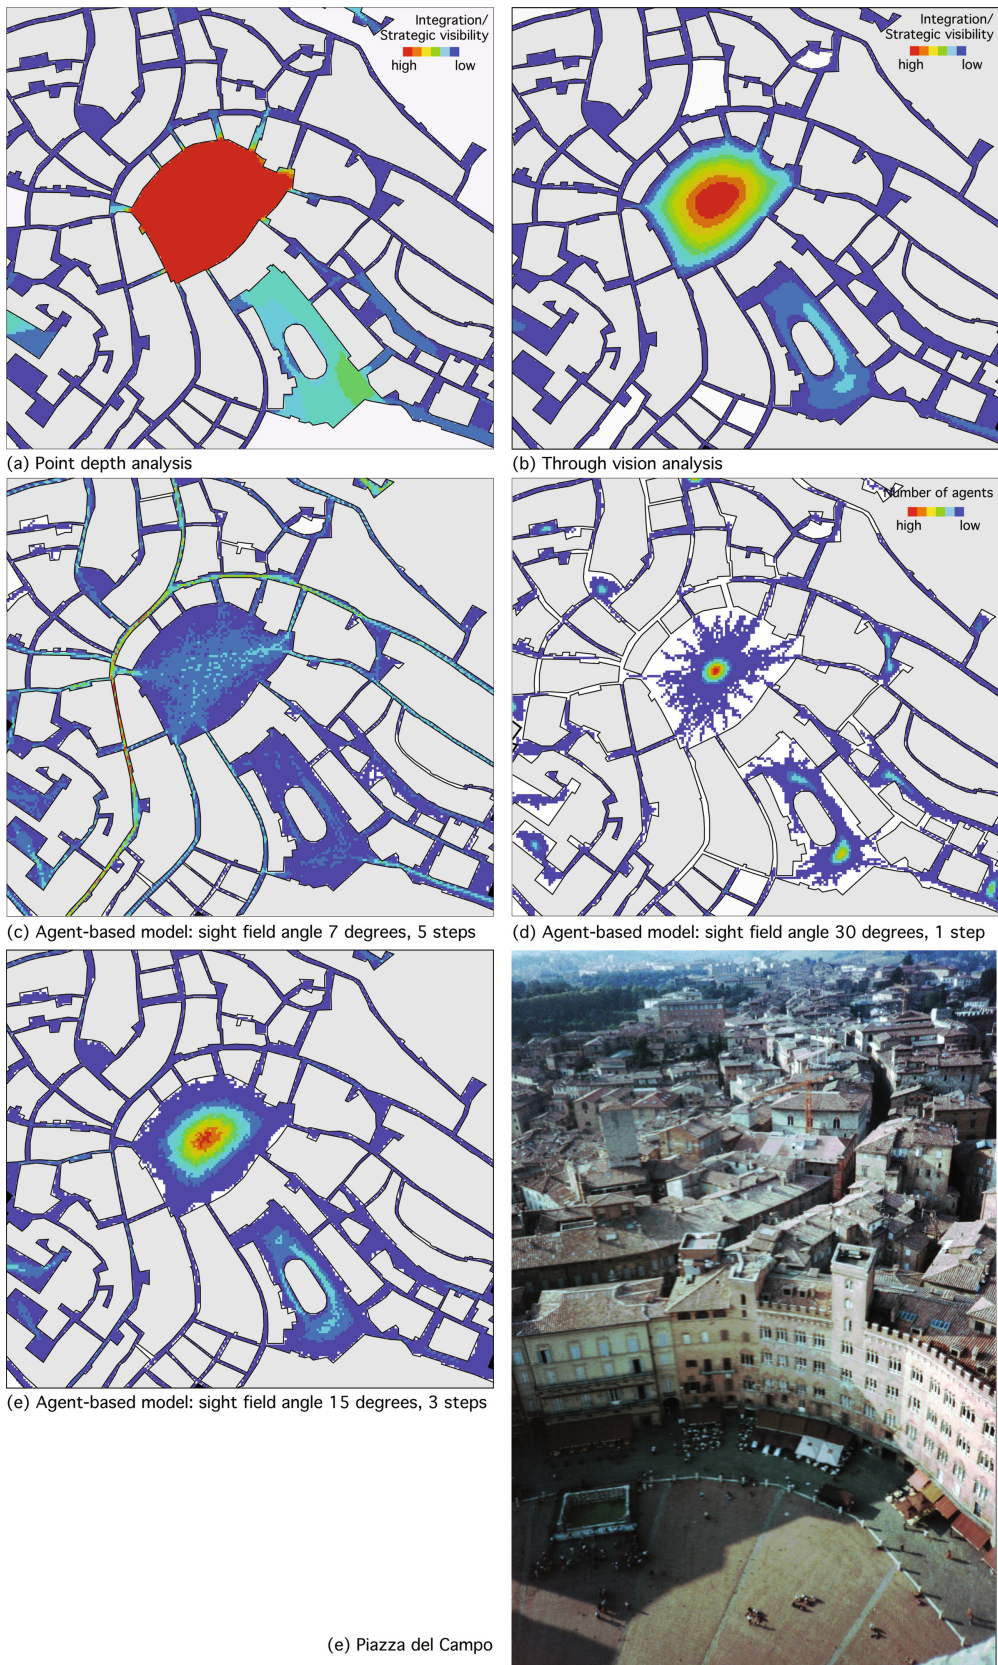 Integration/
Strategic visibility
high low
Integration/
Strategic visibility
high low
(a) Point depth analysis
(b) Through vision analysis
Number of agents
high low
(c) Agent-based model: sight field angle 7 degrees, 5 steps
(d) Agent-based model: sight field angle 30 degrees, 1 step
(e) Agent-based model: sight field angle 15 degrees, 3 steps
(e) Piazza del Campo